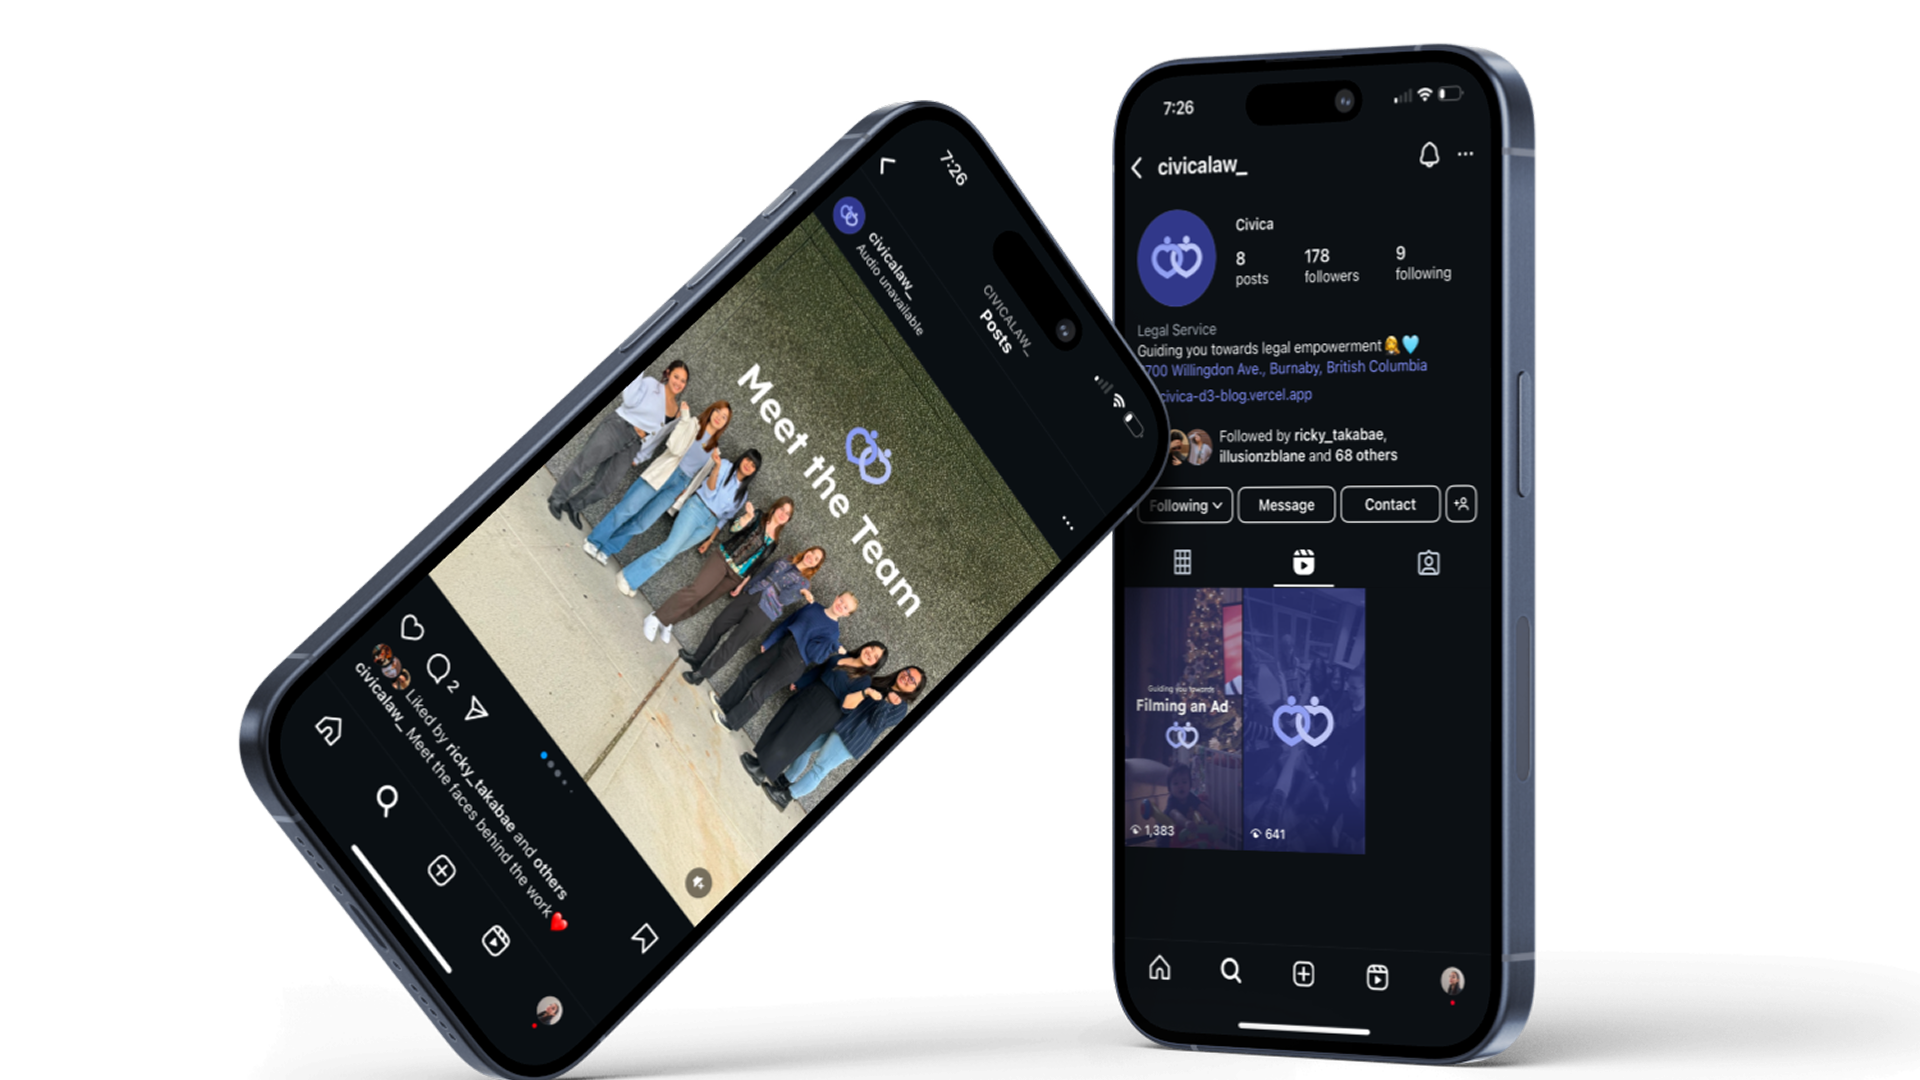 7:26
CIVICALAW_
Posts
civicalaw_
Audio unavailable
Meet the Team
2
Liked by ricky_takabae and others
civicalaw_ Meet the faces behind the work❤️
7:26
civicalaw_
Civica
8
posts
178
followers
9
following
Legal Service
Guiding you towards legal empowerment
700 Willingdon Ave., Burnaby, British Columbia
civica-d3-blog.vercel.app
Followed by ricky_takabae,
illusionzblane and 68 others
Following
Message
Contact
Guiding you towards
Filming an Ad
1,383
641